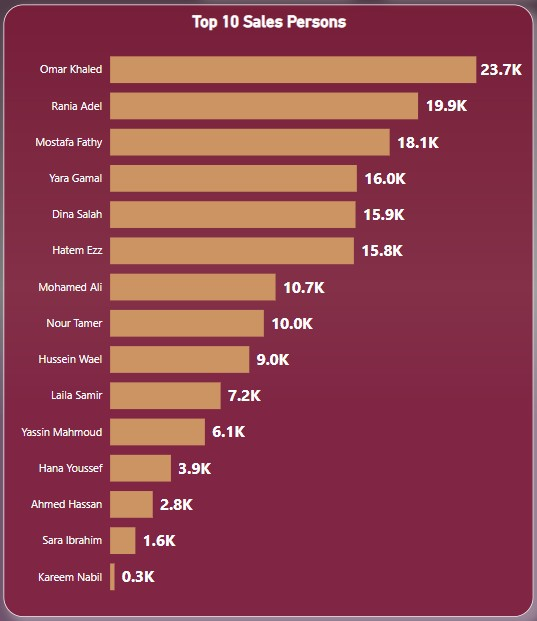 Top 10 Sales Persons
Omar Khaled 23.7K
Rania Adel 19.9K
Mostafa Fathy 18.1K
Yara Gamal 16.0K
Dina Salah 15.9K
Hatem Ezz 15.8K
Mohamed Ali 10.7K
Nour Tamer 10.0K
Hussein Wael 9.0K
Laila Samir 7.2K
Yassin Mahmoud 6.1K
Hana Youssef 3.9K
Ahmed Hassan 2.8K
Sara Ibrahim 1.6K
Kareem Nabil 0.3K